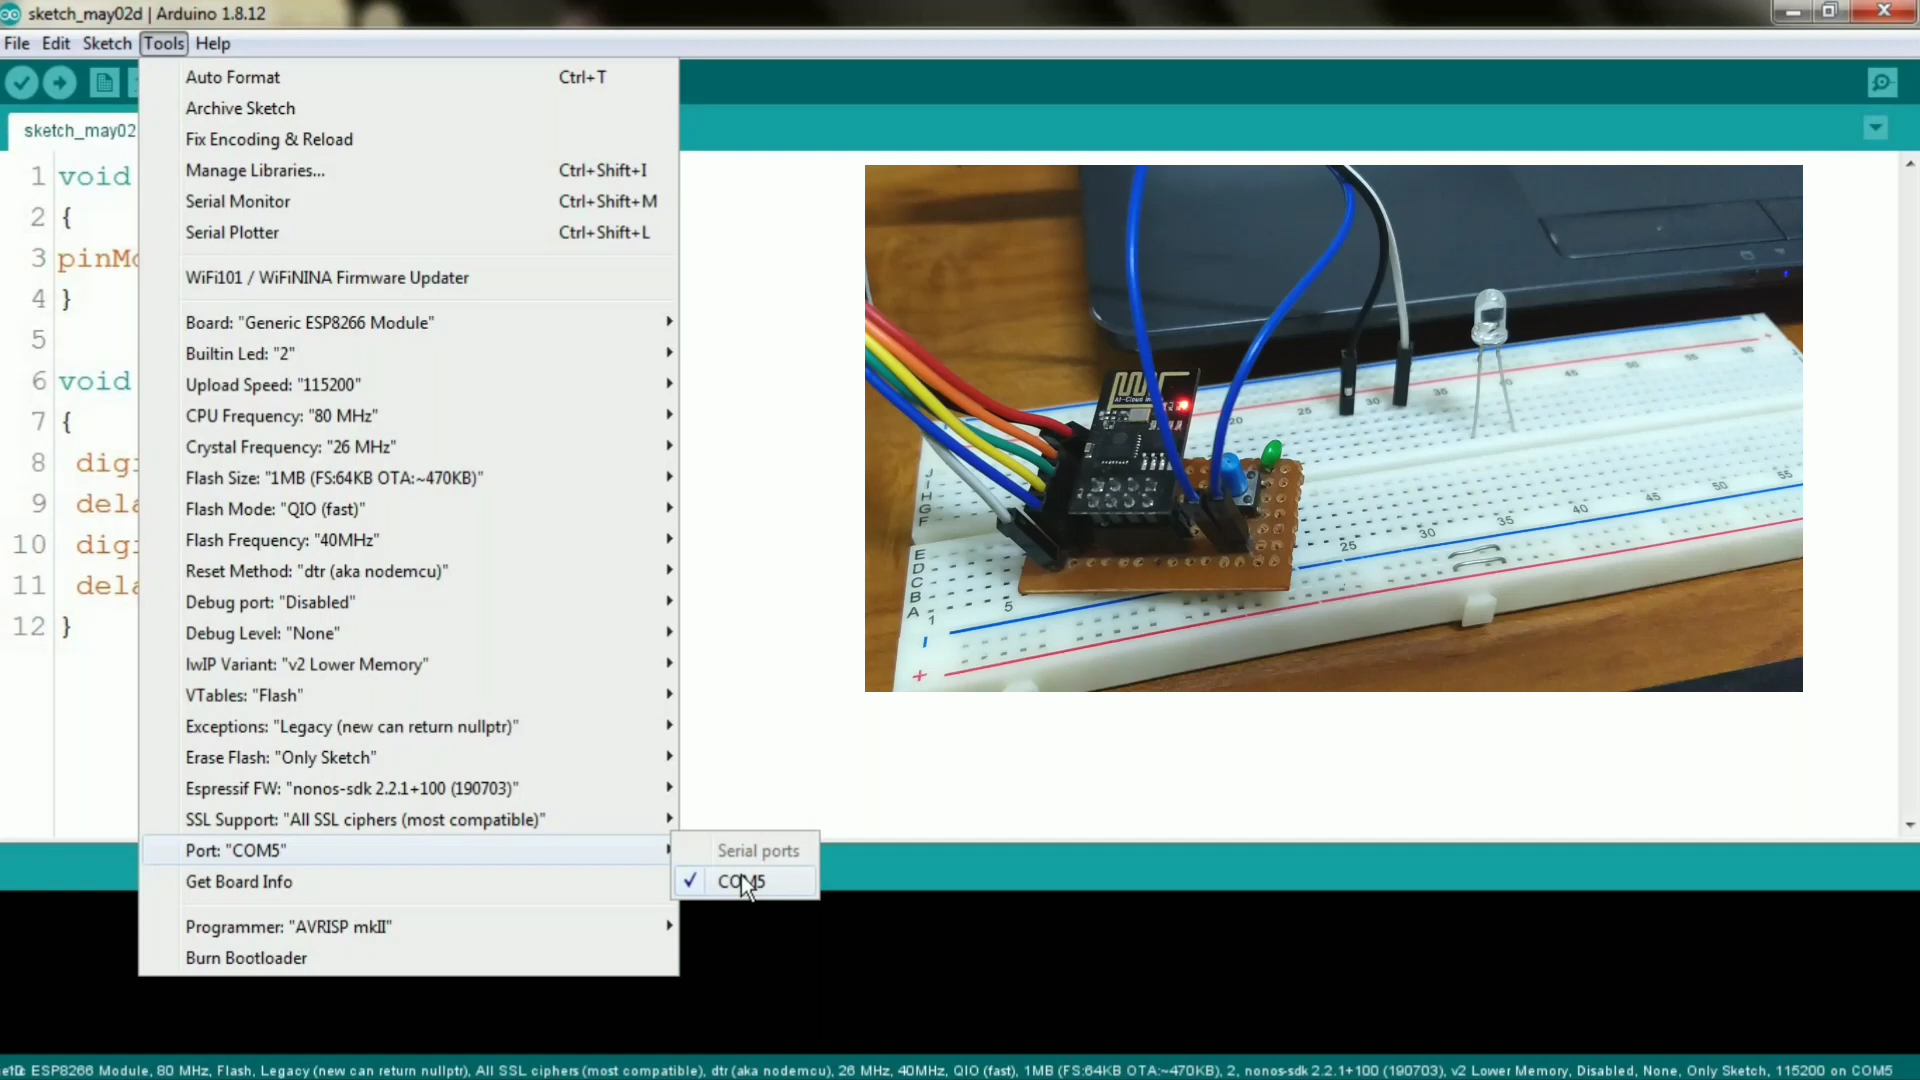 sketch_may02d | Arduino 1.8.12
File Edit Sketch Tools Help
sketch_may02
Auto Format Ctrl+T
Archive Sketch
Fix Encoding & Reload
Manage Libraries... Ctrl+Shift+I
Serial Monitor Ctrl+Shift+M
Serial Plotter Ctrl+Shift+L
WiFi101 / WiFiNINA Firmware Updater
Board: "Generic ESP8266 Module"
Builtin Led: "2"
Upload Speed: "115200"
CPU Frequency: "80 MHz"
Crystal Frequency: "26 MHz"
Flash Size: "1MB (FS:64KB OTA:~470KB)"
Flash Mode: "QIO (fast)"
Flash Frequency: "40MHz"
Reset Method: "dtr (aka nodemcu)"
Debug port: "Disabled"
Debug Level: "None"
lwIP Variant: "v2 Lower Memory"
VTables: "Flash"
Exceptions: "Legacy (new can return nullptr)"
Erase Flash: "Only Sketch"
Espressif FW: "nonos-sdk 2.2.1+100 (190703)"
SSL Support: "All SSL ciphers (most compatible)"
Port: "COM5"
Get Board Info
Programmer: "AVRISP mkII"
Burn Bootloader
Serial ports
COM5
1 void
2 {
3 pinMo
4 }
5
6 void
7 {
8 digi
9 dela
10 digi
11 dela
12 }
ESP8266 Module, 80 MHz, Flash, Legacy (new can return nullptr), All SSL ciphers (most compatible), dtr (aka nodemcu), 26 MHz, 40MHz, QIO (fast), 1MB (FS:64KB OTA:~470KB), 2, nonos-sdk 2.2.1+100 (190703), v2 Lower Memory, Disabled, None, Only Sketch, 115200 on COM5